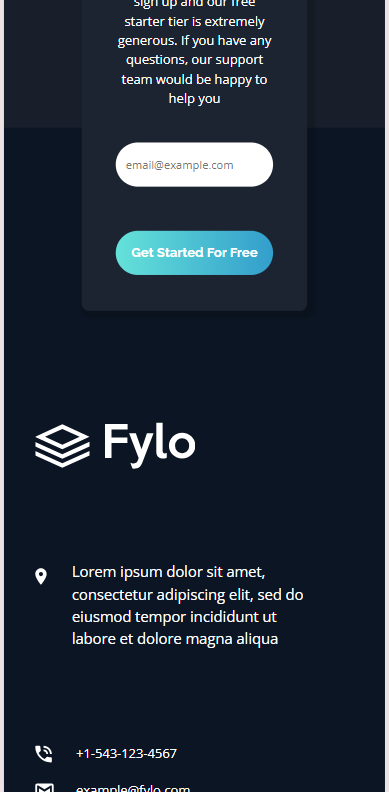 sign up and our free
starter tier is extremely
generous. If you have any
questions, our support
team would be happy to
help you
email@example.com
Get Started For Free
Fylo
Lorem ipsum dolor sit amet,
consectetur adipiscing elit, sed do
eiusmod tempor incididunt ut
labore et dolore magna aliqua
+1-543-123-4567
example@fylo.com